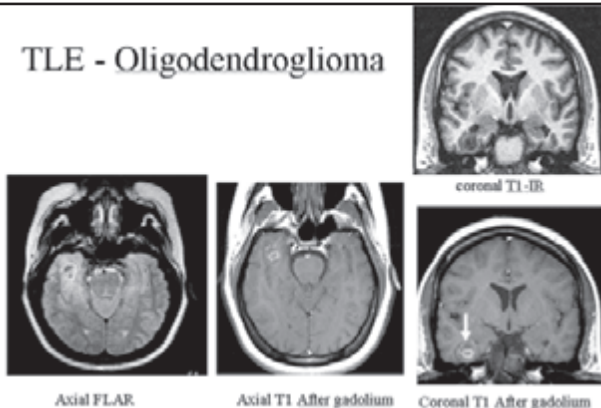 TLE - Oligodendroglioma
coronal T1-IR
Axial FLAR
Axial T1 After gadolium
Coronal T1 After gadolium